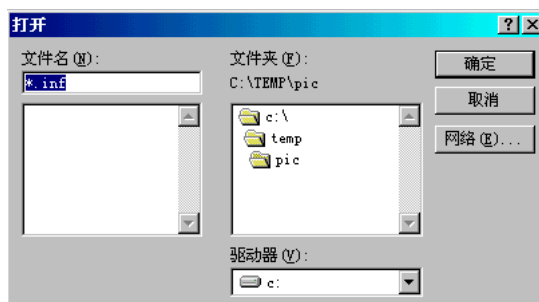 打开
文件名(N):
*.inf
文件夹(F):
C:\TEMP\pic
c:\
temp
pic
驱动器(V):
c:
确定
取消
网络(E)...